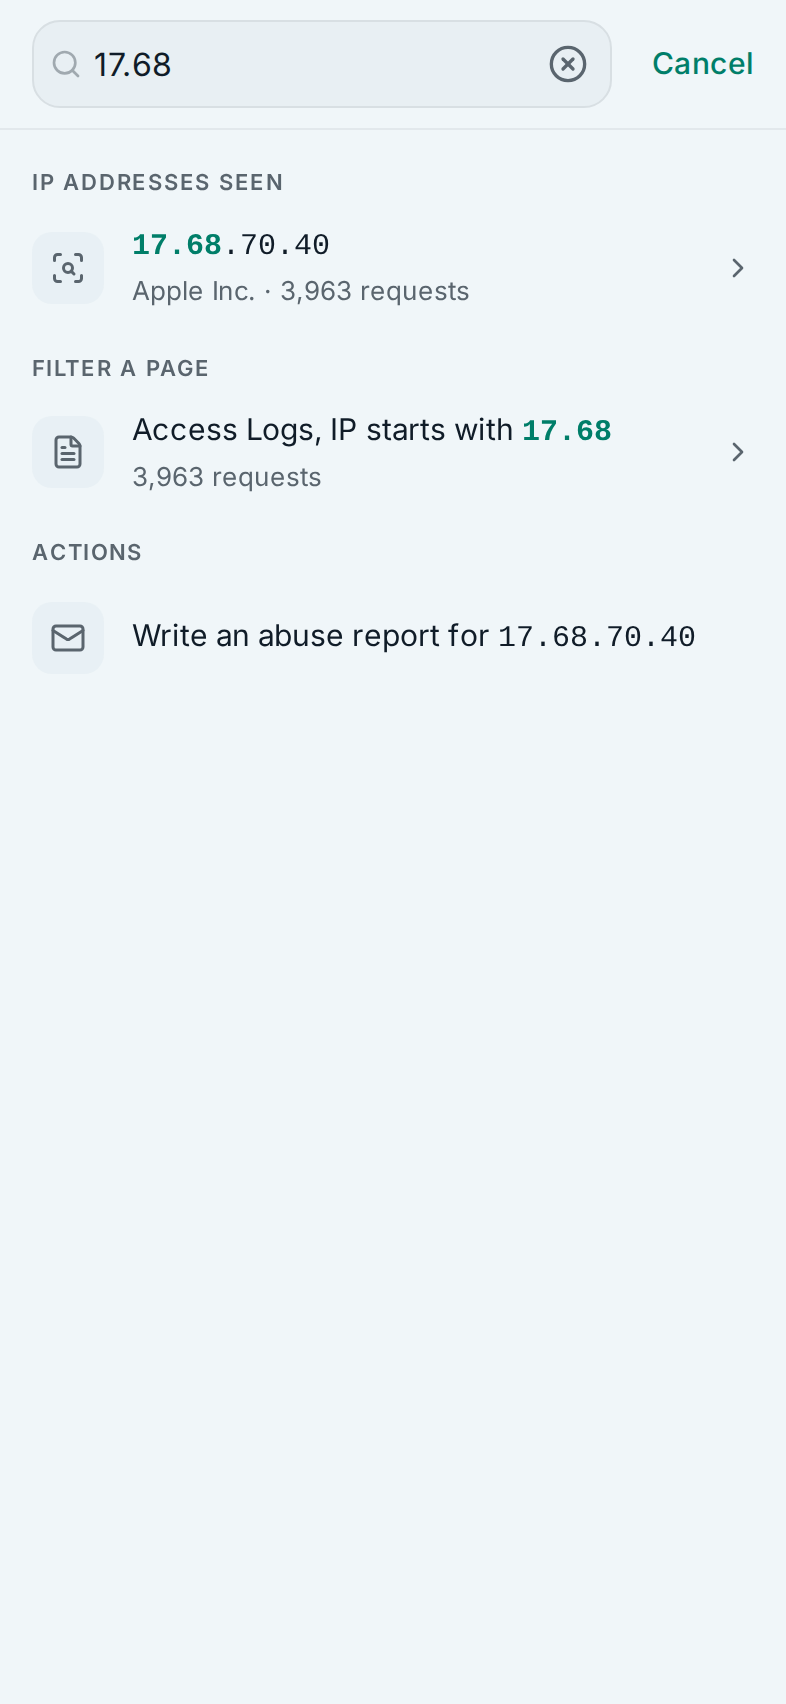 17.68
Cancel
IP ADDRESSES SEEN
17.68.70.40
Apple Inc. · 3,963 requests
FILTER A PAGE
Access Logs, IP starts with 17.68
3,963 requests
ACTIONS
Write an abuse report for 17.68.70.40